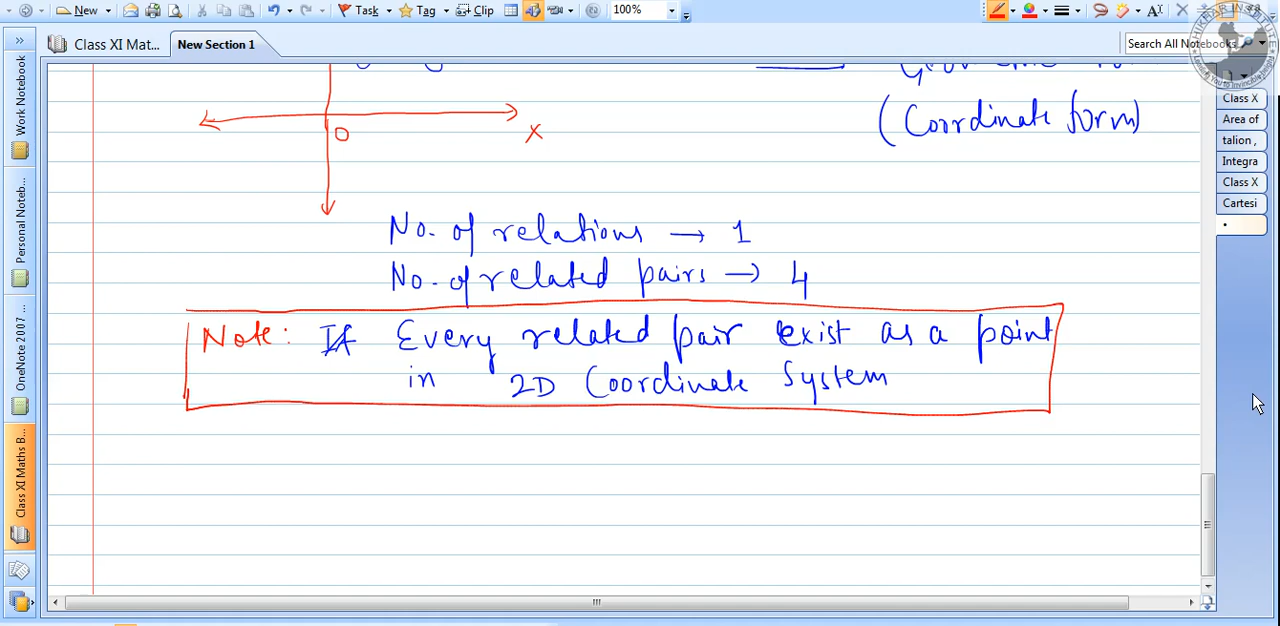 New
Task
Tag
Clip
100%
Class XI Mat...
New Section 1
Search All Notebooks
(Coordinate form)
X
O
No. of relations → 1
No. of related pairs → 4
Note: If Every related pair exist as a point
in 2D Coordinate System
Work Notebook
Personal Noteb...
OneNote 2007 ...
Class XI Maths B...
Class X
Area of
talion ,
Integra
Class X
Cartesi